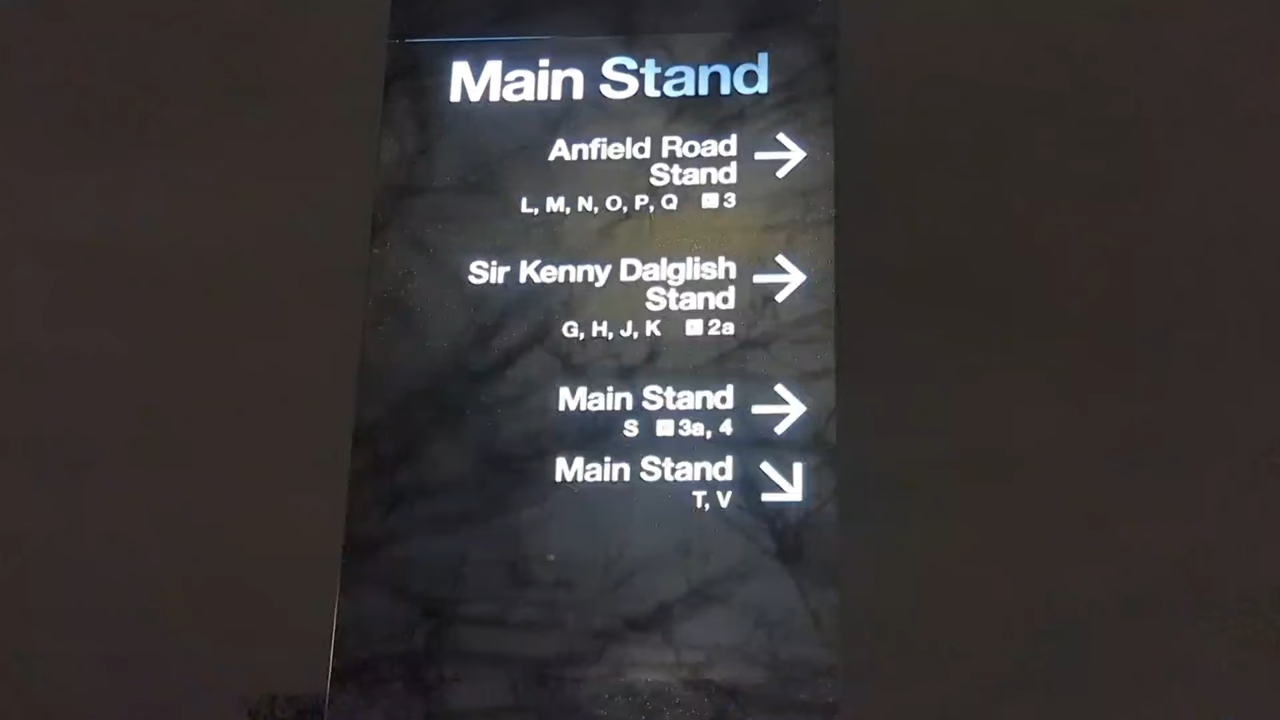 Main Stand
Anfield Road
Stand
L, M, N, O, P, Q 3
Sir Kenny Dalglish
Stand
G, H, J, K 2a
Main Stand
S 3a, 4
Main Stand
T, V